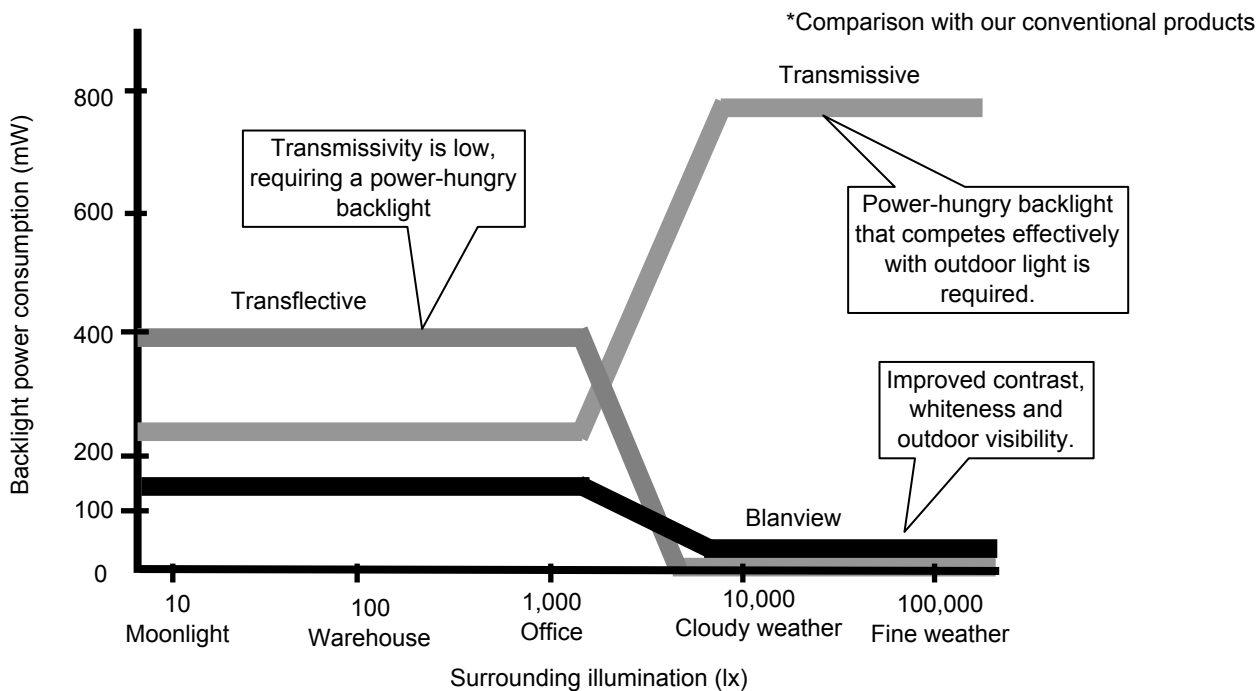 *Comparison with our conventional products
Transmissive
800
Transmissivity is low,
requiring a power-hungry
backlight
Power-hungry backlight
that competes effectively
with outdoor light is
required.
600
Backlight power consumption (mW)
Transflective
400
Improved contrast,
whiteness and
outdoor visibility.
200
100
Blanview
0
10
Moonlight
100
Warehouse
1,000
Office
10,000
Cloudy weather
100,000
Fine weather
Surrounding illumination (lx)